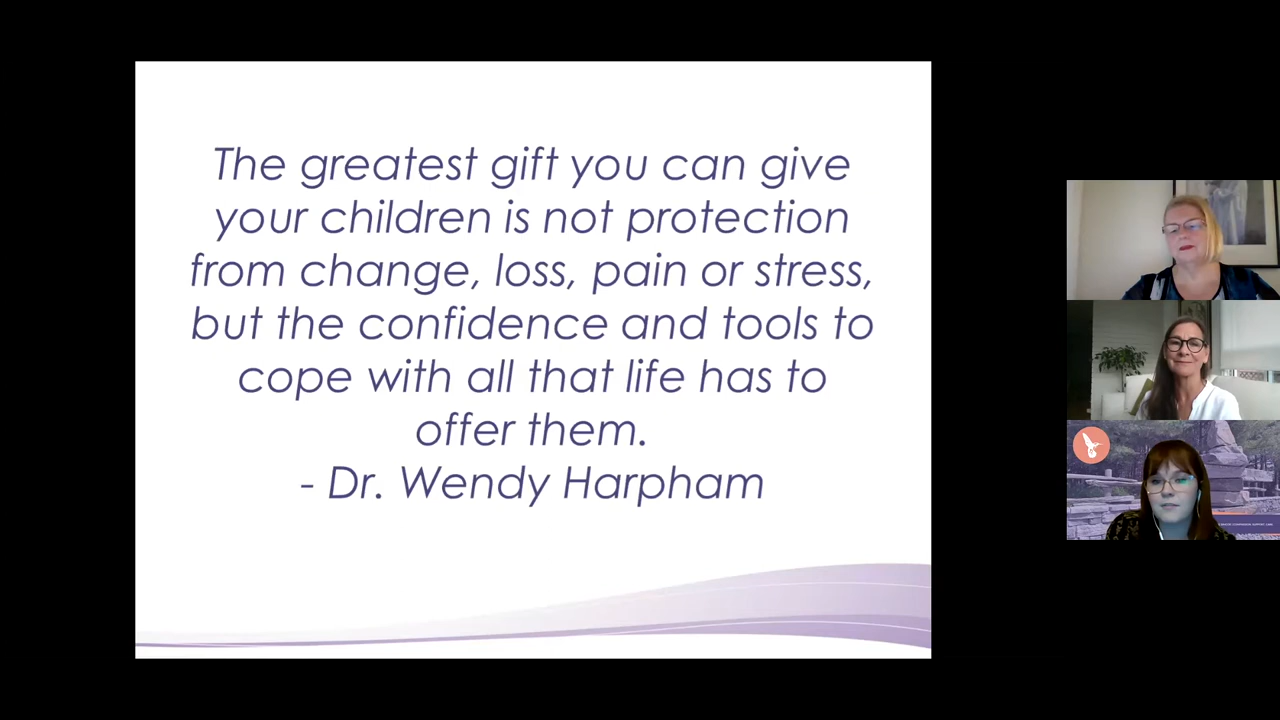 The greatest gift you can give
your children is not protection
from change, loss, pain or stress,
but the confidence and tools to
cope with all that life has to
offer them.
- Dr. Wendy Harpham